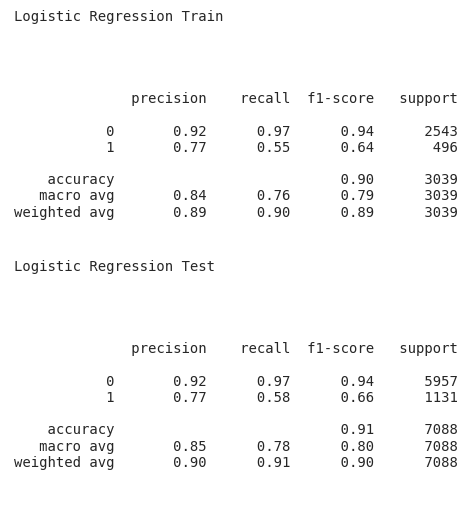 Logistic Regression Train
precision recall f1-score support
0 0.92 0.97 0.94 2543
1 0.77 0.55 0.64 496
accuracy 0.90 3039
macro avg 0.84 0.76 0.79 3039
weighted avg 0.89 0.90 0.89 3039
Logistic Regression Test
precision recall f1-score support
0 0.92 0.97 0.94 5957
1 0.77 0.58 0.66 1131
accuracy 0.91 7088
macro avg 0.85 0.78 0.80 7088
weighted avg 0.90 0.91 0.90 7088